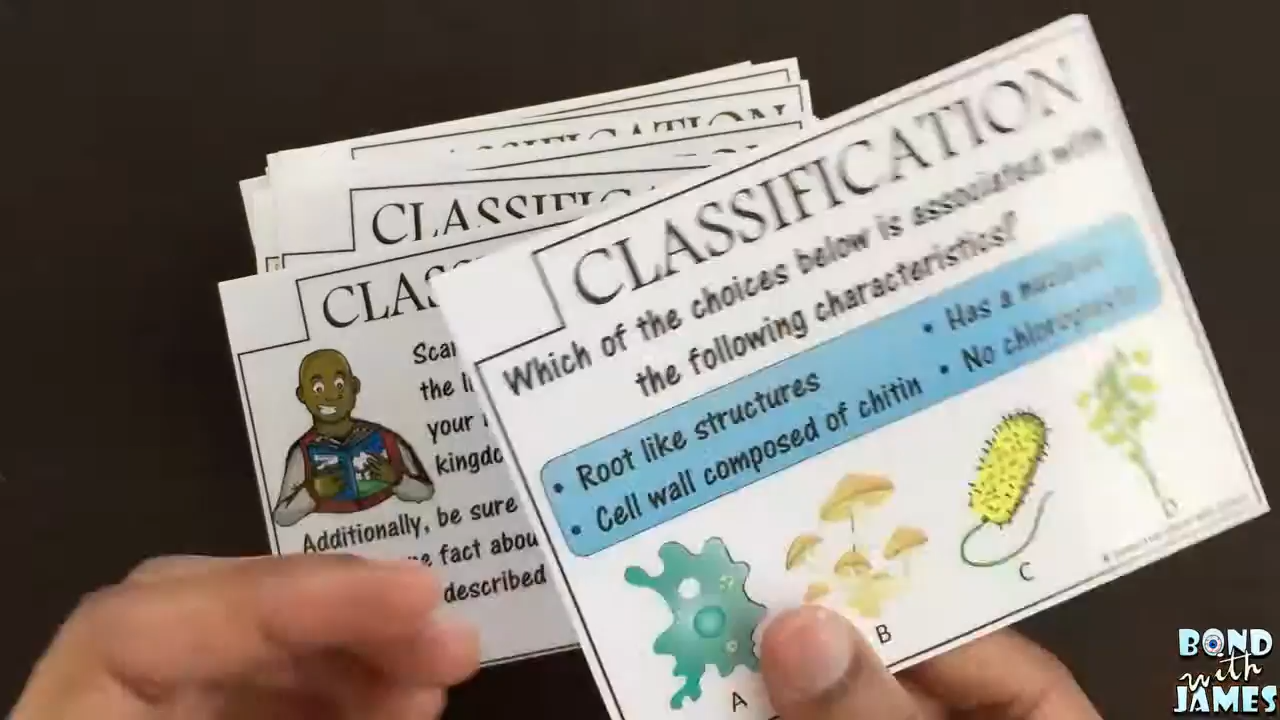 CLASSIFICATION
CLASSIFI
CLAS
Scan
the li
your
kingdo
Additionally, be sure
fact abou
described
CLASSIFICATION
Which of the choices below is associated with
the following characteristics?
• Root like structures
• Cell wall composed of chitin
• Has a nucleus
• No chloroplasts
A
B
C
D
BOND
with
JAMES